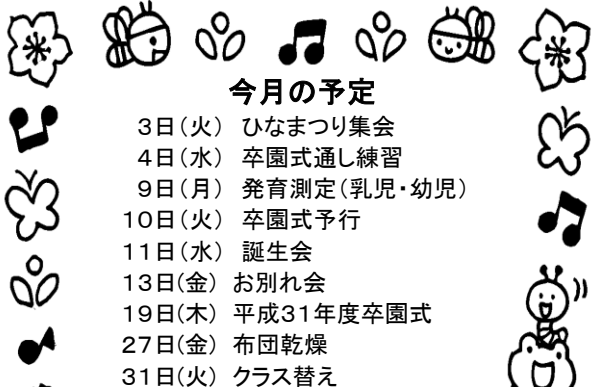 今月の予定
3日(火) ひなまつり集会
4日(水) 卒園式通し練習
9日(月) 発育測定(乳児・幼児)
10日(火) 卒園式予行
11日(水) 誕生会
13日(金) お別れ会
19日(木) 平成31年度卒園式
27日(金) 布団乾燥
31日(火) クラス替え